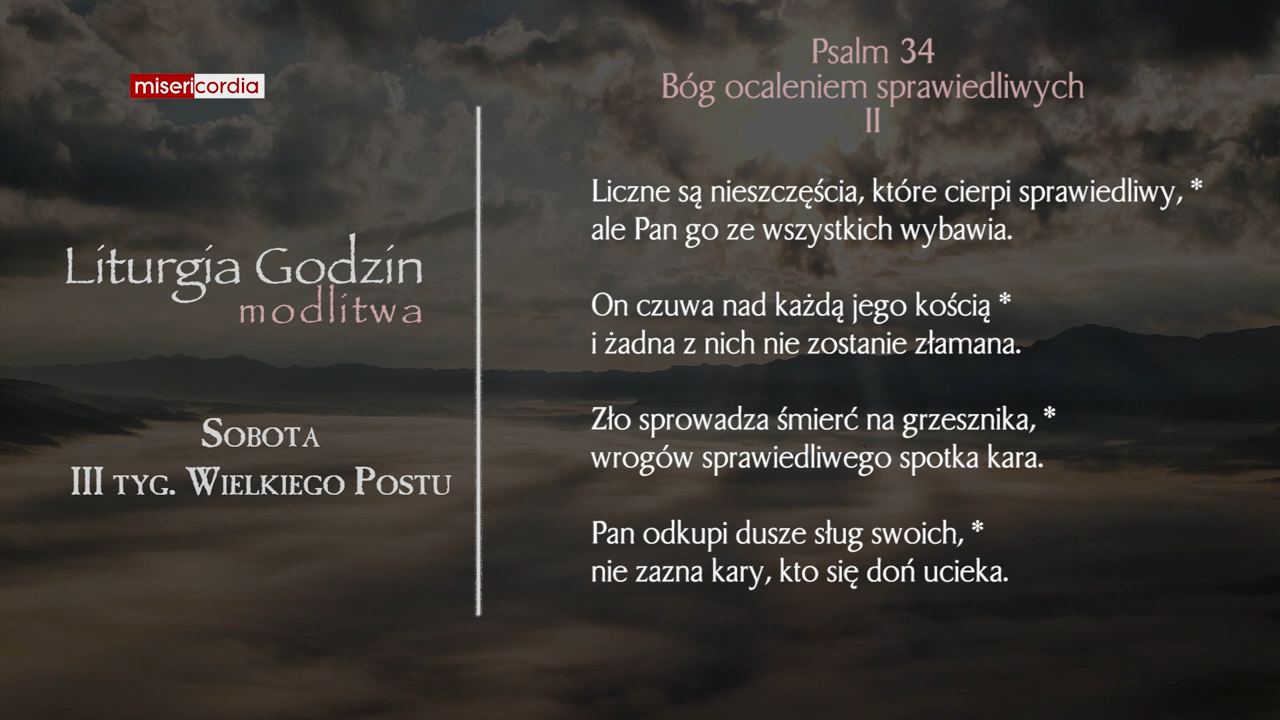 misericordia
Liturgia Godzin
modlitwa
Sobota
III tyg. Wielkiego Postu
Psalm 34
Bóg ocaleniem sprawiedliwych
II
Liczne są nieszczęścia, które cierpi sprawiedliwy, *
ale Pan go ze wszystkich wybawia.
On czuwa nad każdą jego kością *
i żadna z nich nie zostanie złamana.
Zło sprowadza śmierć na grzesznika, *
wrogów sprawiedliwego spotka kara.
Pan odkupi dusze sług swoich, *
nie zazna kary, kto się doń ucieka.